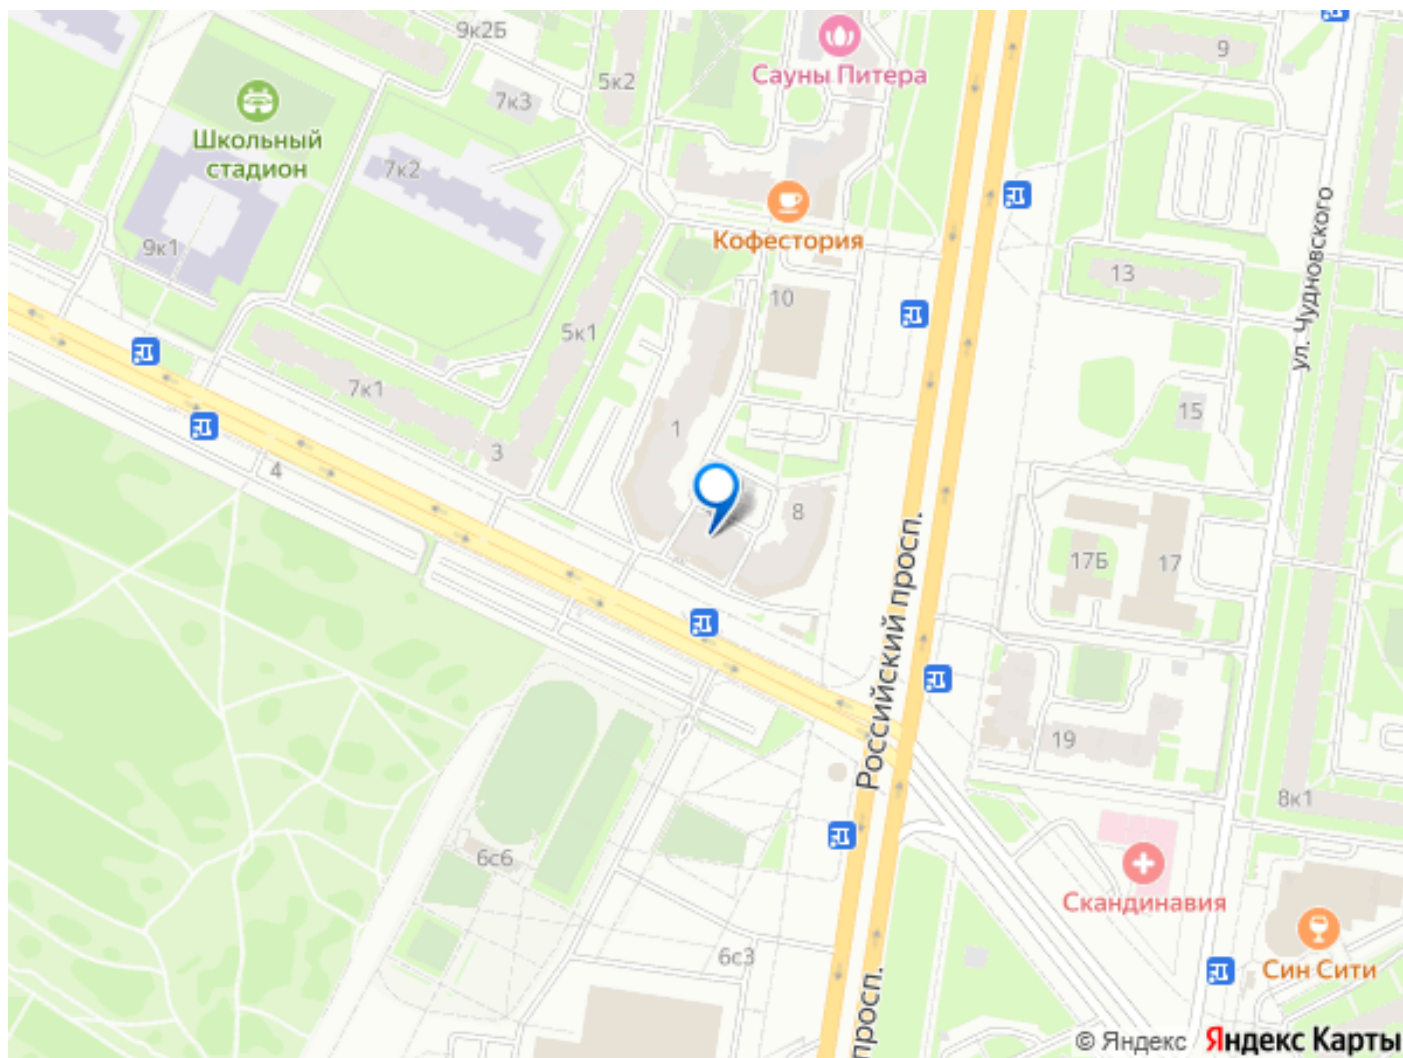 9к2Б
5к2
7к3
Сауны Питера
9
Школьный
стадион
7к2
Кофестория
9к1
ул. Чудновского
13
10
5к1
7к1
15
1
3
4
8
17Б
17
Российский просп.
19
8к1
6с6
Скандинавия
6с3
Син Сити
просп.
© Яндекс Яндекс Карты